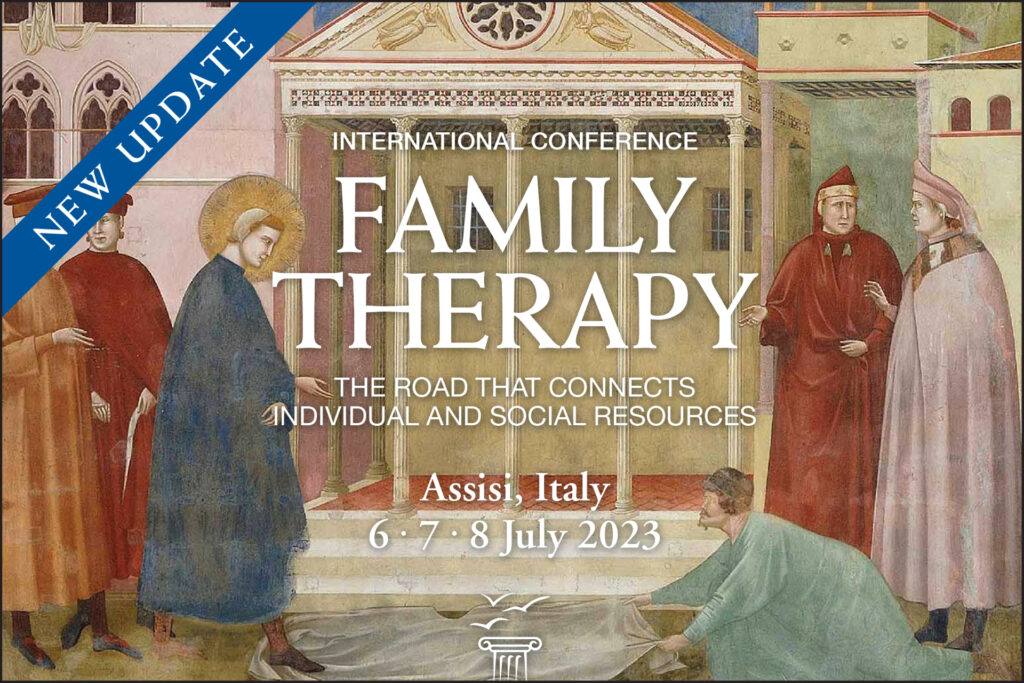 NEW UPDATE
INTERNATIONAL CONFERENCE
FAMILY
THERAPY
THE ROAD THAT CONNECTS
INDIVIDUAL AND SOCIAL RESOURCES
Assisi, Italy
6 · 7 · 8 July 2023